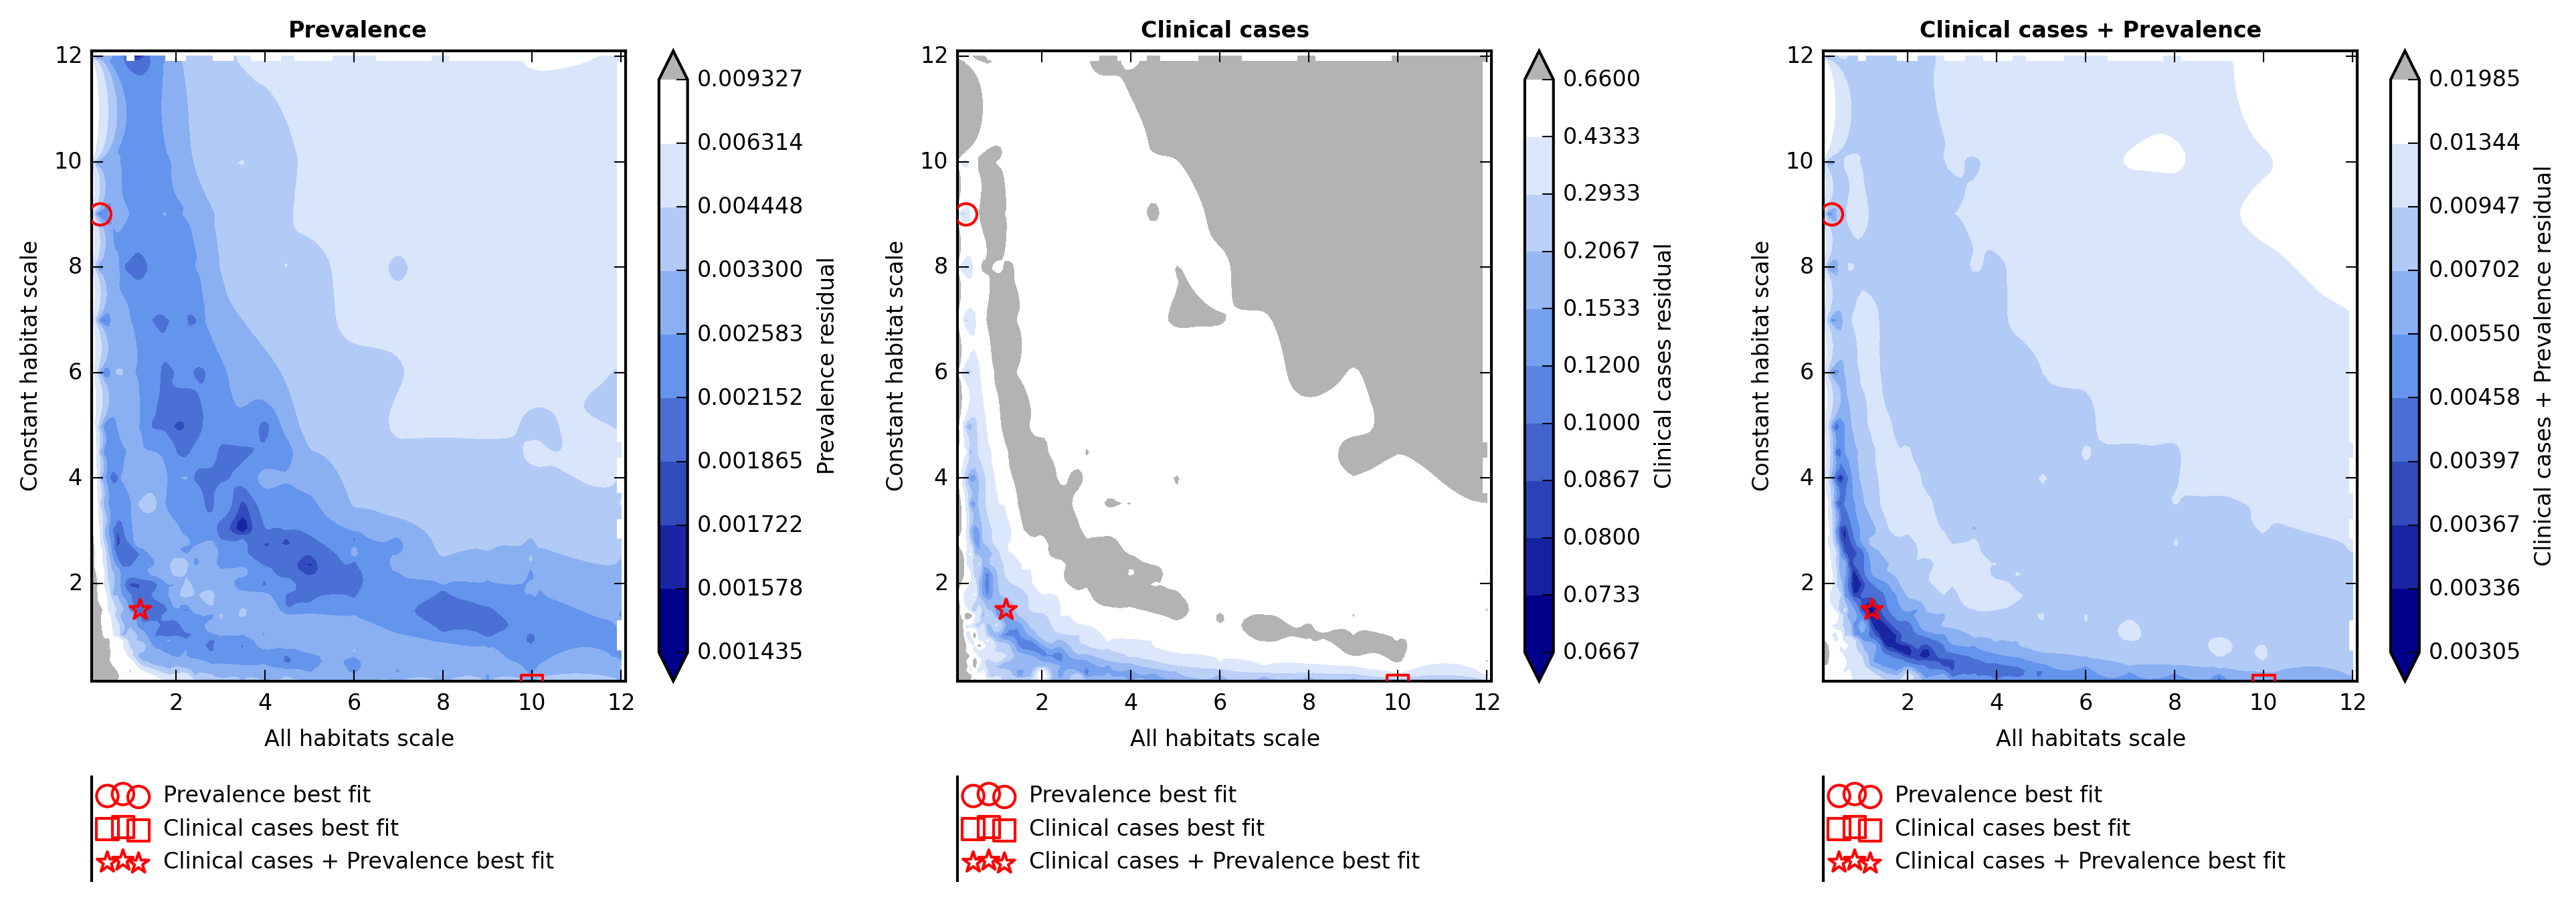 Prevalence
Clinical cases
Clinical cases + Prevalence
12
10
8
6
4
2
Constant habitat scale
2 4 6 8 10 12
All habitats scale
0.009327
0.006314
0.004448
0.003300
0.002583
0.002152
0.001865
0.001722
0.001578
0.001435
Prevalence residual
12
10
8
6
4
2
Constant habitat scale
2 4 6 8 10 12
All habitats scale
0.6600
0.4333
0.2933
0.2067
0.1533
0.1200
0.1000
0.0867
0.0800
0.0733
0.0667
Clinical cases residual
12
10
8
6
4
2
Constant habitat scale
2 4 6 8 10 12
All habitats scale
0.01985
0.01344
0.00947
0.00702
0.00550
0.00458
0.00397
0.00367
0.00336
0.00305
Clinical cases + Prevalence residual
Prevalence best fit
Clinical cases best fit
Clinical cases + Prevalence best fit
Prevalence best fit
Clinical cases best fit
Clinical cases + Prevalence best fit
Prevalence best fit
Clinical cases best fit
Clinical cases + Prevalence best fit